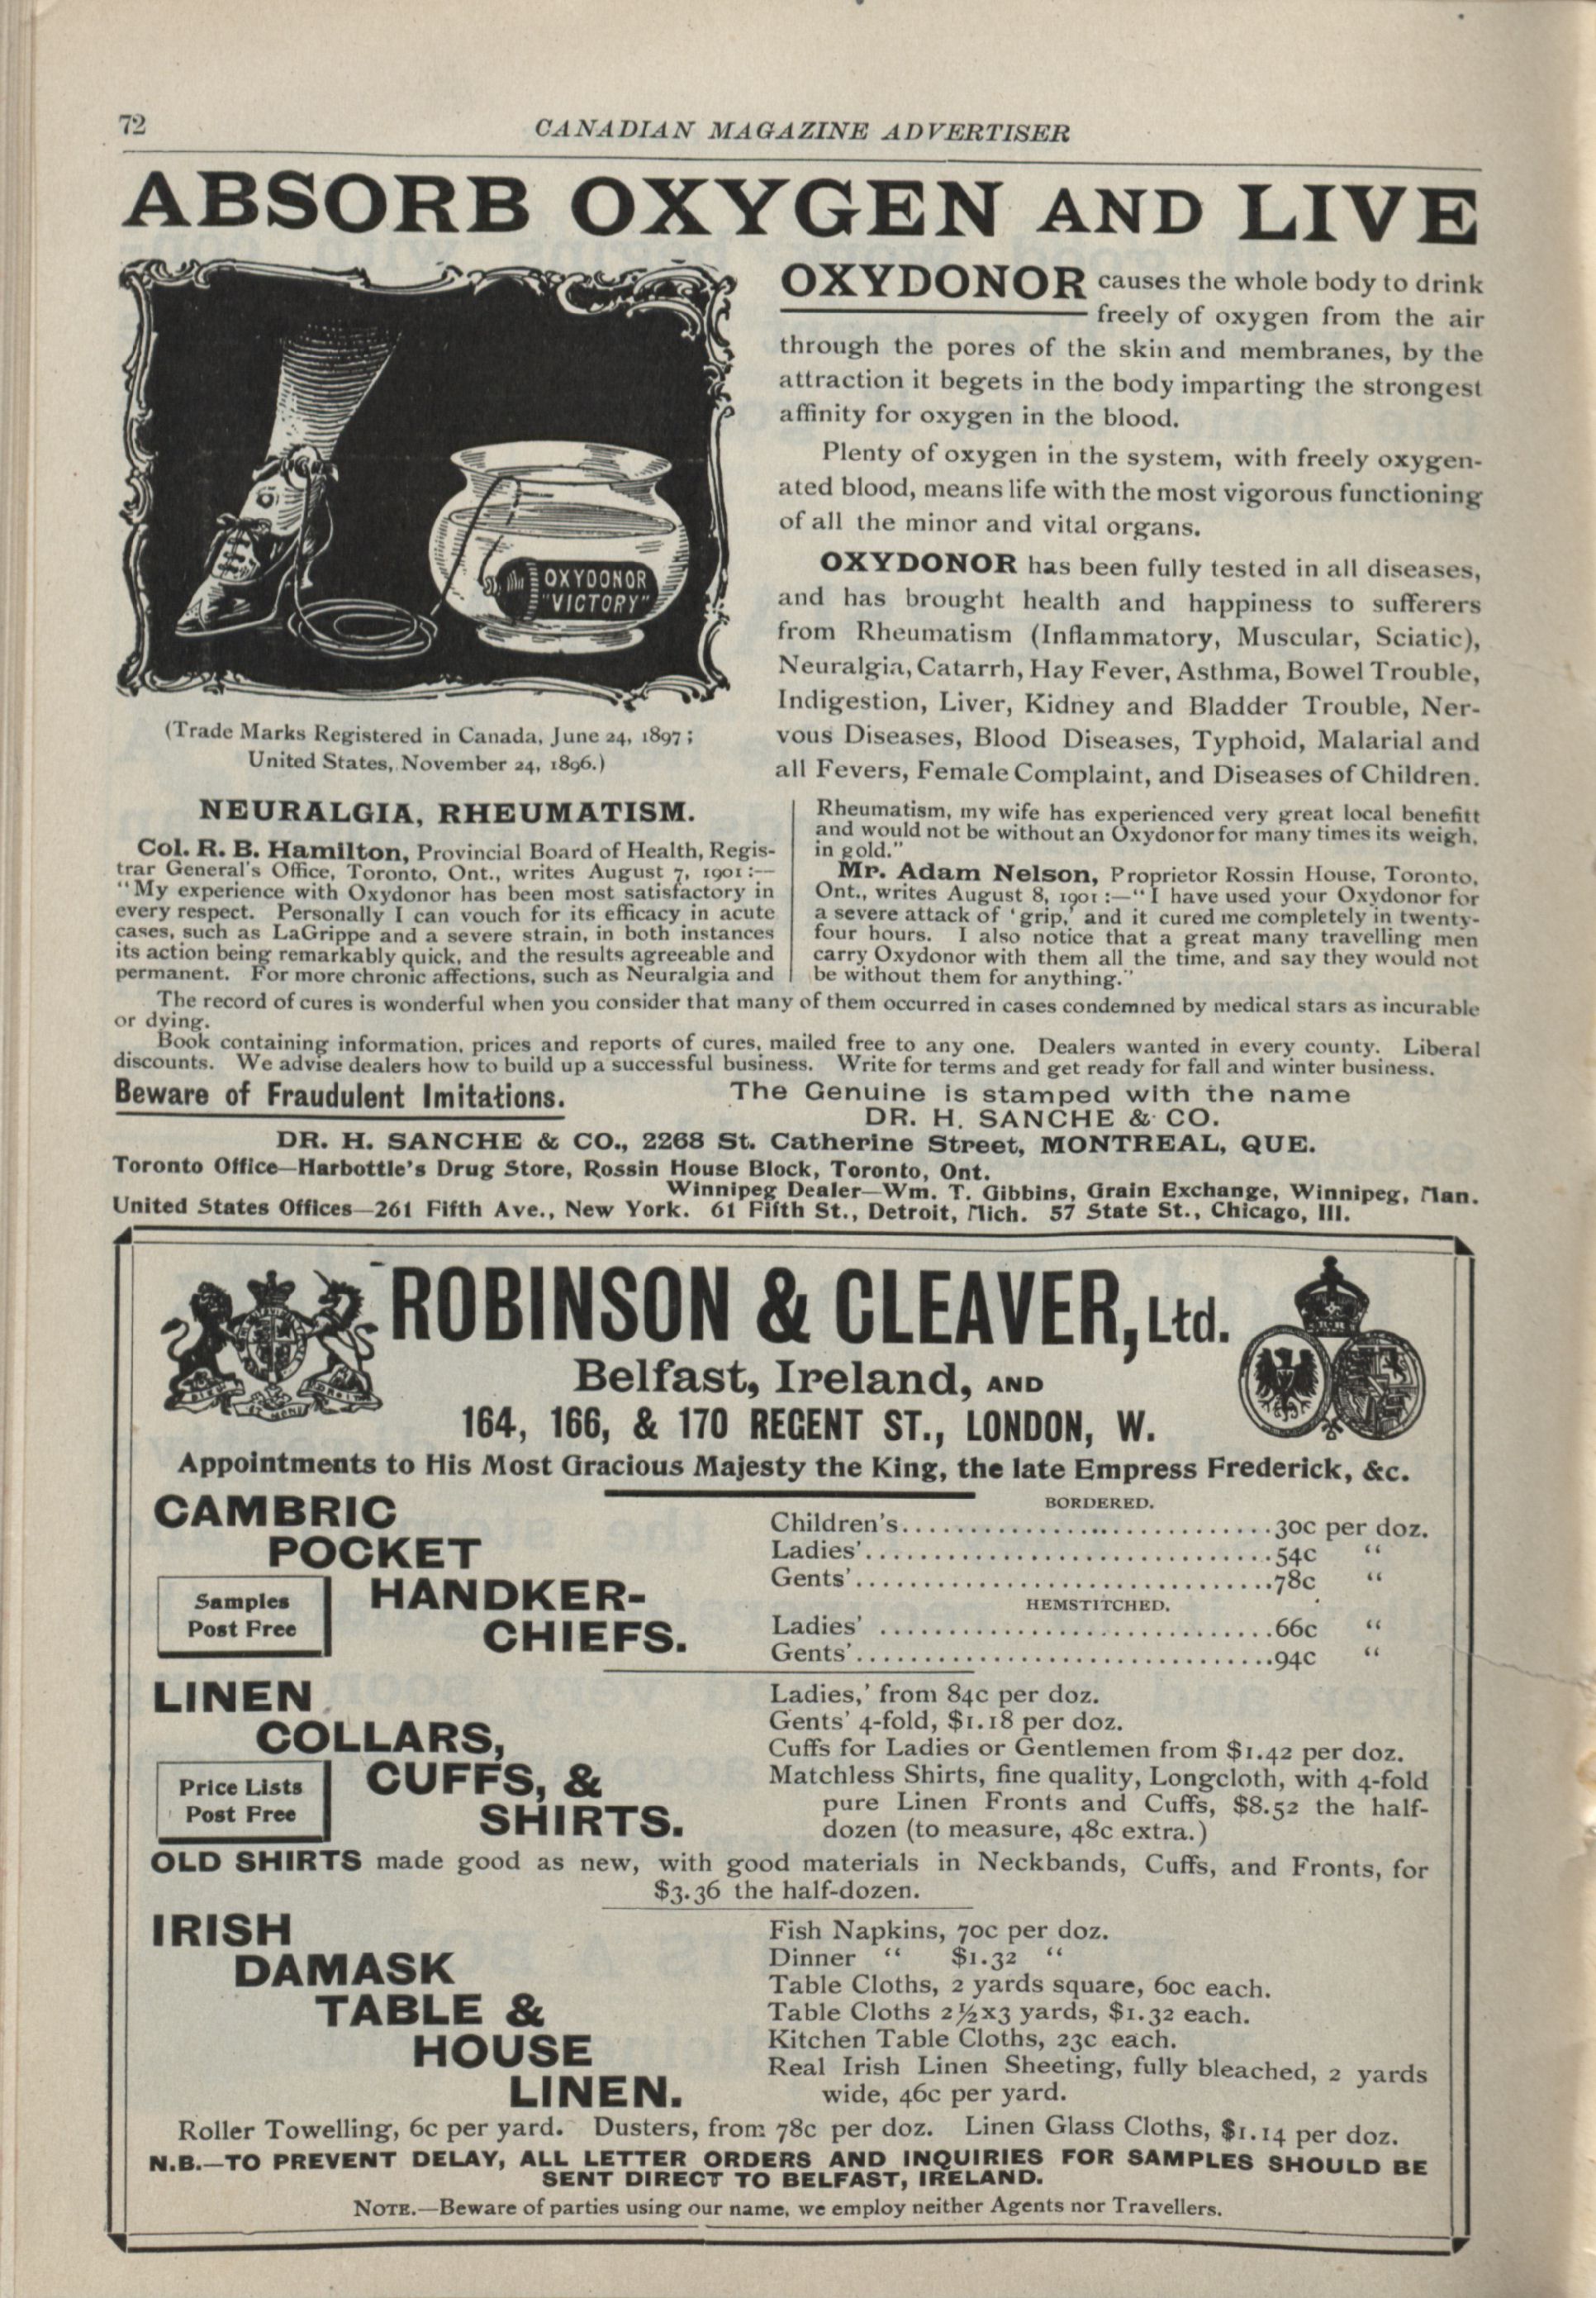 72
CANADIAN MAGAZINE ADVERTISER
ABSORB OXYGEN AND LIVE
OXYDONOR
"VICTORY"
(Trade Marks Registered in Canada, June 24, 1897;
United States, November 24, 1896.)
OXYDONOR causes the whole body to drink
freely of oxygen from the air
through the pores of the skin and membranes, by the
attraction it begets in the body imparting the strongest
affinity for oxygen in the blood.
Plenty of oxygen in the system, with freely oxygen-
ated blood, means life with the most vigorous functioning
of all the minor and vital organs.
OXYDONOR has been fully tested in all diseases,
and has brought health and happiness to sufferers
from Rheumatism (Inflammatory, Muscular, Sciatic),
Neuralgia, Catarrh, Hay Fever, Asthma, Bowel Trouble,
Indigestion, Liver, Kidney and Bladder Trouble, Ner-
vous Diseases, Blood Diseases, Typhoid, Malarial and
all Fevers, Female Complaint, and Diseases of Children.
NEURALGIA, RHEUMATISM.
Col. R. B. Hamilton, Provincial Board of Health, Regis-
trar General's Office, Toronto, Ont., writes August 7, 1901:—
"My experience with Oxydonor has been most satisfactory in
every respect. Personally I can vouch for its efficacy in acute
cases, such as LaGrippe and a severe strain, in both instances
its action being remarkably quick, and the results agreeable and
permanent. For more chronic affections, such as Neuralgia and
Rheumatism, my wife has experienced very great local benefitt
and would not be without an Oxydonor for many times its weigh,
in gold."
Mr. Adam Nelson, Proprietor Rossin House, Toronto,
Ont., writes August 8, 1901:—"I have used your Oxydonor for
a severe attack of 'grip,' and it cured me completely in twenty-
four hours. I also notice that a great many travelling men
carry Oxydonor with them all the time, and say they would not
be without them for anything."
The record of cures is wonderful when you consider that many of them occurred in cases condemned by medical stars as incurable
or dying.
Book containing information, prices and reports of cures, mailed free to any one. Dealers wanted in every county. Liberal
discounts. We advise dealers how to build up a successful business. Write for terms and get ready for fall and winter business.
Beware of Fraudulent Imitations. The Genuine is stamped with the name
DR. H. SANCHE & CO.
DR. H. SANCHE & CO., 2268 St. Catherine Street, MONTREAL, QUE.
Toronto Office—Harbottle's Drug Store, Rossin House Block, Toronto, Ont.
Winnipeg Dealer—Wm. T. Gibbins, Grain Exchange, Winnipeg, Man.
United States Offices—261 Fifth Ave., New York. 61 Fifth St., Detroit, Mich. 57 State St., Chicago, Ill.
ROBINSON & CLEAVER, Ltd.
Belfast, Ireland, AND
164, 166, & 170 REGENT ST., LONDON, W.
Appointments to His Most Gracious Majesty the King, the late Empress Frederick, &c.
CAMBRIC
POCKET
HANDKER-
CHIEFS.
Samples
Post Free
BORDERED.
Children's..............................30c per doz.
Ladies'..............................54c "
Gents'..............................78c "
HEMSTITCHED.
Ladies' ..............................66c "
Gents'..............................94c "
LINEN
COLLARS,
CUFFS, &
SHIRTS.
Price Lists
Post Free
Ladies,' from 84c per doz.
Gents' 4-fold, $1.18 per doz.
Cuffs for Ladies or Gentlemen from $1.42 per doz.
Matchless Shirts, fine quality, Longcloth, with 4-fold
pure Linen Fronts and Cuffs, $8.52 the half-
dozen (to measure, 48c extra.)
OLD SHIRTS made good as new, with good materials in Neckbands, Cuffs, and Fronts, for
$3.36 the half-dozen.
IRISH
DAMASK
TABLE &
HOUSE
LINEN.
Fish Napkins, 70c per doz.
Dinner " $1.32 "
Table Cloths, 2 yards square, 60c each.
Table Cloths 2½x3 yards, $1.32 each.
Kitchen Table Cloths, 23c each.
Real Irish Linen Sheeting, fully bleached, 2 yards
wide, 46c per yard.
Roller Towelling, 6c per yard. Dusters, from 78c per doz. Linen Glass Cloths, $1.14 per doz.
N.B.—TO PREVENT DELAY, ALL LETTER ORDERS AND INQUIRIES FOR SAMPLES SHOULD BE
SENT DIRECT TO BELFAST, IRELAND.
NOTE.—Beware of parties using our name, we employ neither Agents nor Travellers.